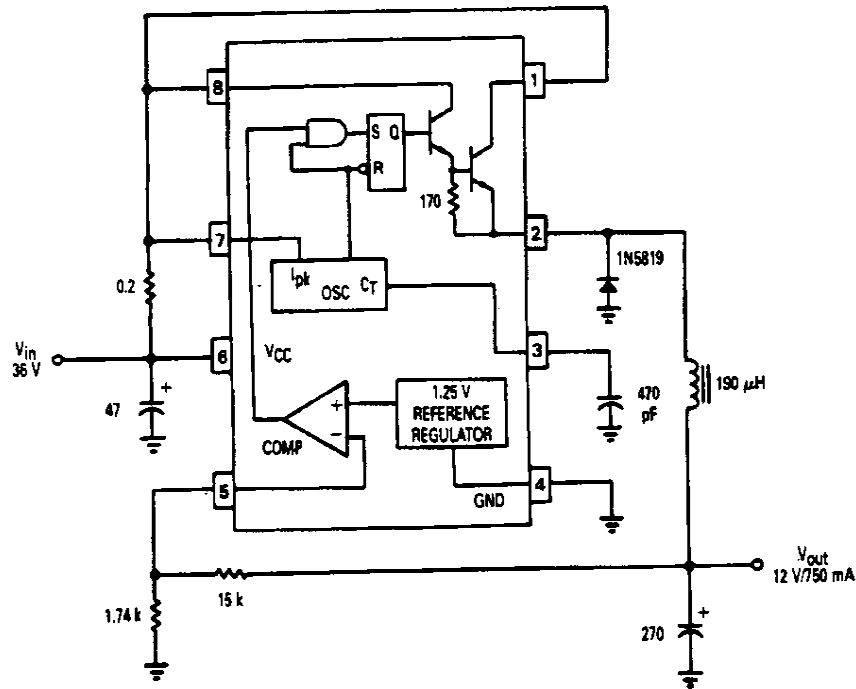 8
1
S Q
R
170
7
2
1N5819
Ipk
OSC
CT
0.2
Vin
36 V
6
VCC
3
190 µH
47
+
470
pF
+
−
1.25 V
REFERENCE
REGULATOR
COMP
5
GND
4
Vout
12 V/750 mA
15 k
1.74 k
270
+